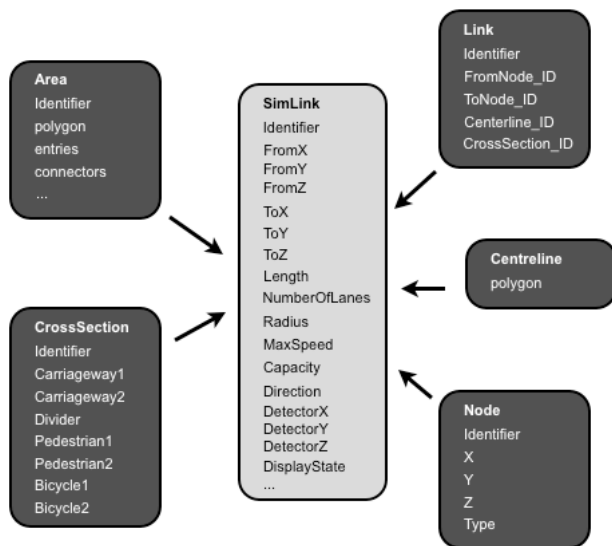 Area
Identifier
polygon
entries
connectors
...
CrossSection
Identifier
Carriageway1
Carriageway2
Divider
Pedestrian1
Pedestrian2
Bicycle1
Bicycle2
SimLink
Identifier
FromX
FromY
FromZ
ToX
ToY
ToZ
Length
NumberOfLanes
Radius
MaxSpeed
Capacity
Direction
DetectorX
DetectorY
DetectorZ
DisplayState
...
Link
Identifier
FromNode_ID
ToNode_ID
Centerline_ID
CrossSection_ID
Centreline
polygon
Node
Identifier
X
Y
Z
Type